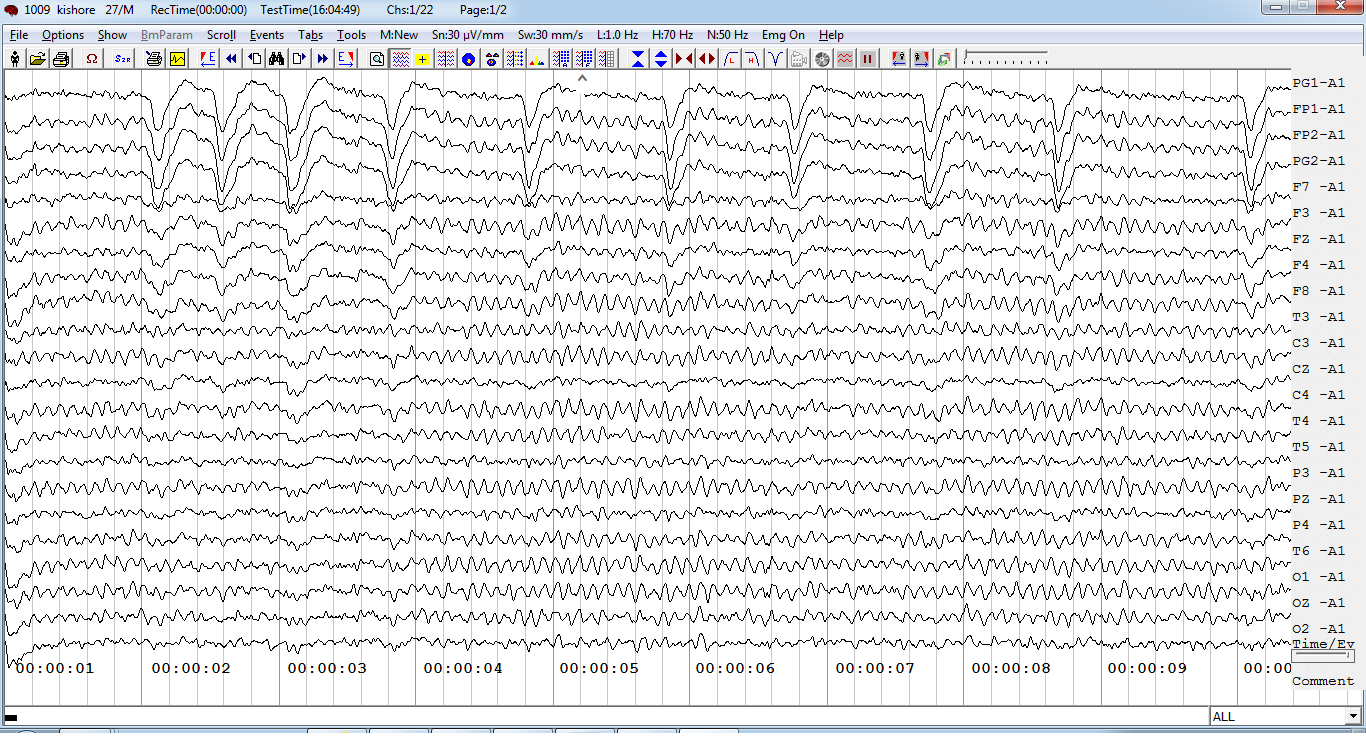 1009 kishore 27/M RecTime(00:00:00) TestTime(16:04:49) Chs:1/22 Page:1/2
File Options Show BmParam Scroll Events Tabs Tools M:New Sn:30 µV/mm Sw:30 mm/s L:1.0 Hz H:70 Hz N:50 Hz Emg On Help
PG1-A1
FP1-A1
FP2-A1
PG2-A1
F7 -A1
F3 -A1
FZ -A1
F4 -A1
F8 -A1
T3 -A1
C3 -A1
CZ -A1
C4 -A1
T4 -A1
T5 -A1
P3 -A1
PZ -A1
P4 -A1
T6 -A1
O1 -A1
OZ -A1
O2 -A1
Time/Ev
00:00:01 00:00:02 00:00:03 00:00:04 00:00:05 00:00:06 00:00:07 00:00:08 00:00:09 00:00
Comment
ALL